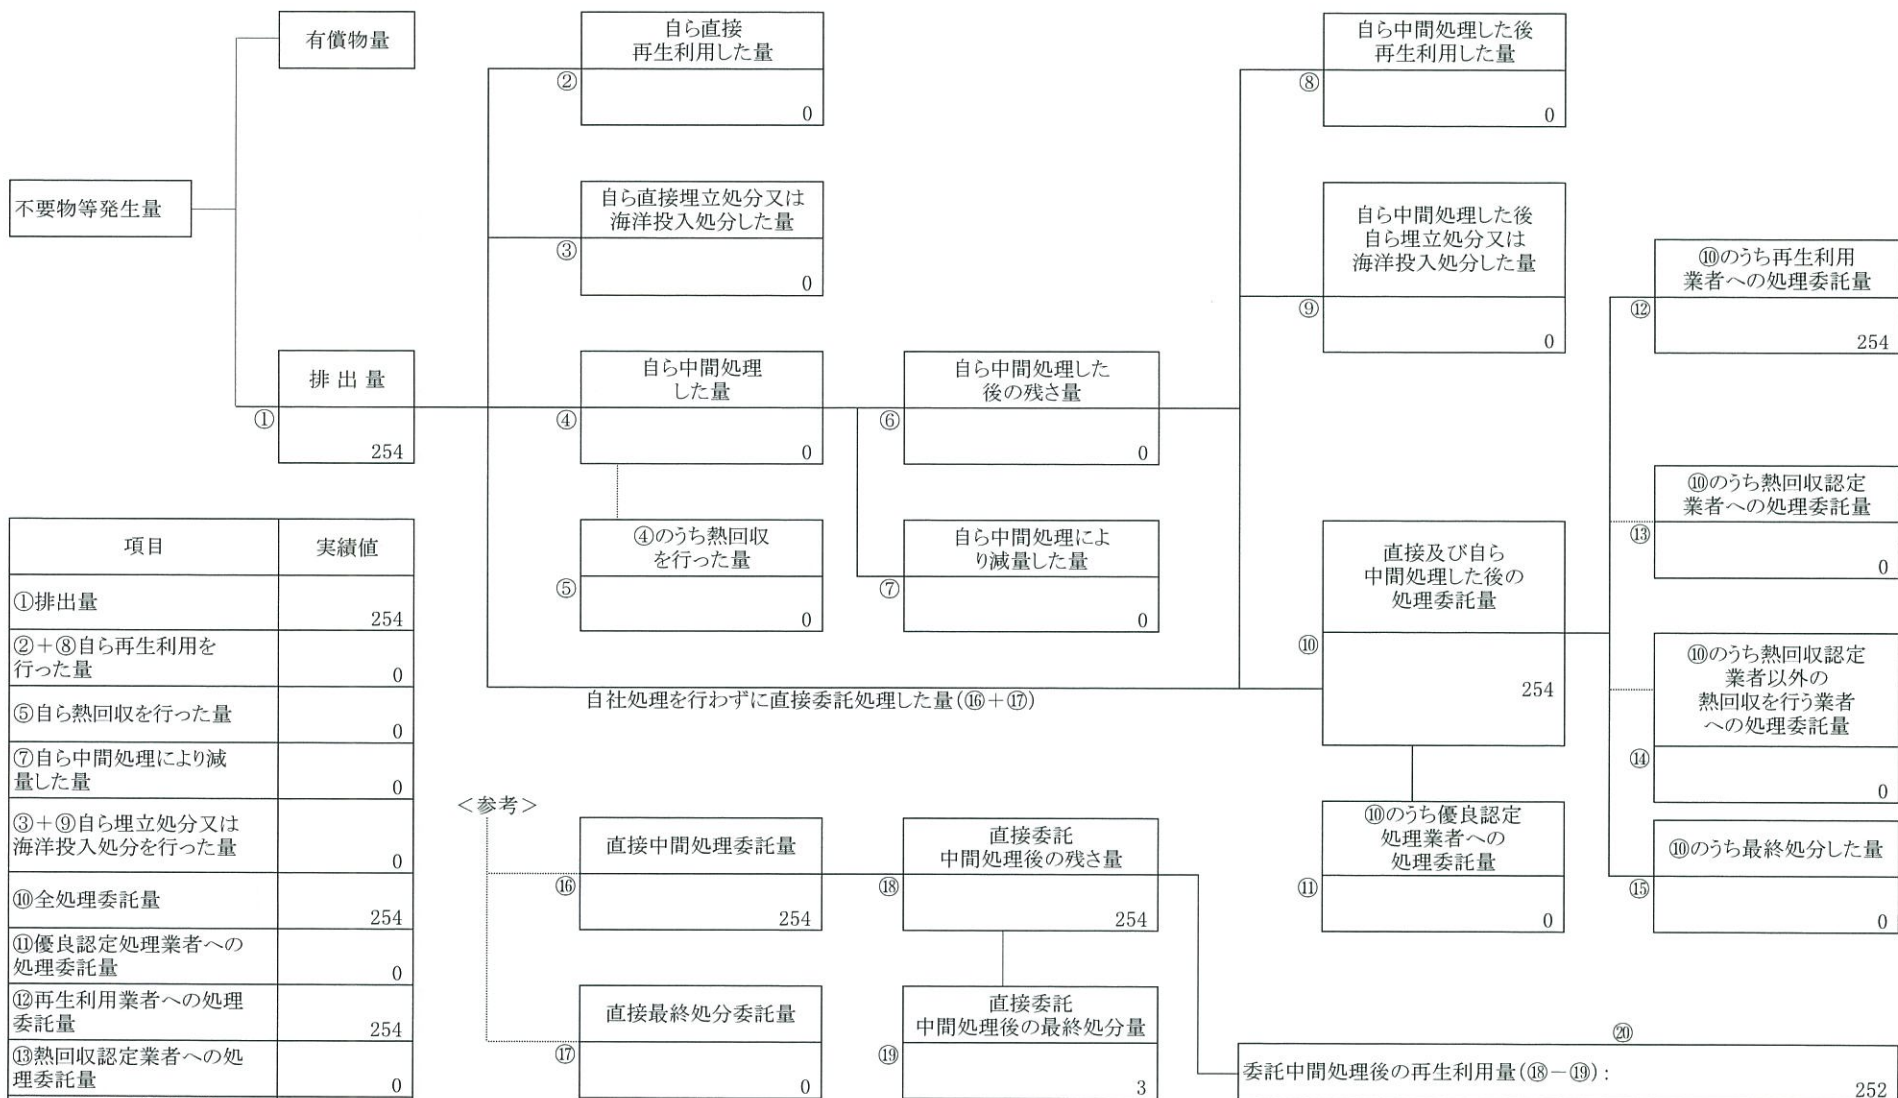 有償物量
不要物等発生量
排 出 量
①
254
自ら直接
再生利用した量
②
0
自ら直接埋立処分又は
海洋投入処分した量
③
0
自ら中間処理
した量
④
0
④のうち熱回収
を行った量
⑤
0
自ら中間処理した
後の残さ量
⑥
0
自ら中間処理によ
り減量した量
⑦
0
自ら中間処理した後
再生利用した量
⑧
0
自ら中間処理した後
自ら埋立処分又は
海洋投入処分した量
⑨
0
直接及び自ら
中間処理した後の
処理委託量
⑩
254
自社処理を行わずに直接委託処理した量(⑯+⑰)
⑩のうち優良認定
処理業者への
処理委託量
⑪
0
⑩のうち再生利用
業者への処理委託量
⑫
254
⑩のうち熱回収認定
業者への処理委託量
⑬
0
⑩のうち熱回収認定
業者以外の
熱回収を行う業者
への処理委託量
⑭
0
⑩のうち最終処分した量
⑮
0
項目 実績値
①排出量
254
②+⑧自ら再生利用を
行った量
0
⑤自ら熱回収を行った量
0
⑦自ら中間処理により減
量した量
0
③+⑨自ら埋立処分又は
海洋投入処分を行った量
0
⑩全処理委託量
254
⑪優良認定処理業者への
処理委託量
0
⑫再生利用業者への処理
委託量
254
⑬熱回収認定業者への処
理委託量
0
<参考>
直接中間処理委託量
⑯
254
直接最終処分委託量
⑰
0
直接委託
中間処理後の残さ量
⑱
254
直接委託
中間処理後の最終処分量
⑲
3
⑳
委託中間処理後の再生利用量(⑱-⑲):
252